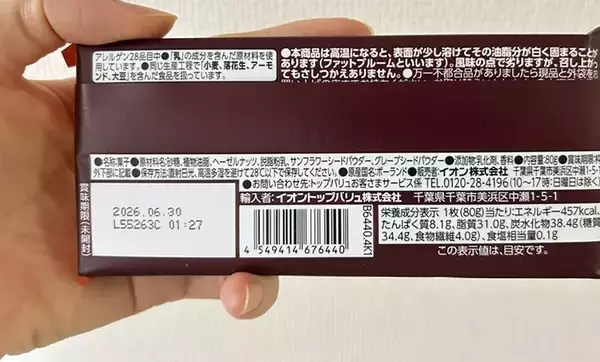 アレルゲン28品目中●「乳」の成分を含んだ原材料を
使用しています。●同じ生産工程で「小麦、落花生、アーモ
ンド、大豆」を含んだ食品を扱っています。
●本商品は高温になると、表面が少し溶けてその油脂分が白く固まることが
あります(ファットブルームといいます)。風味の点で劣りますが、召し上がっ
てもさしつかえありません。●万一不都合品がありましたら現品と外袋をお
●名称:菓子●原材料名:砂糖、植物油脂、ヘーゼルナッツ、脱脂粉乳、サンフラワーシードパウダー、グレープシードパウダー●添加物:乳化剤、香料●内容量:80g●賞味期
外下部に記載●保存方法:直射日光、高温多湿を避けて28℃以下で保存してください。●原産国名:ポーランド●販売者:イオン株式会社 千葉県千葉市美浜区中瀬1-5-1
●お問い合わせ先:トップバリュお客さまサービス係 TEL.0120-28-4196(10〜17時:日曜日は除く)
賞味期限(未開封)
2026.06.30
L55263C 01:27
輸入者:イオントップバリュ株式会社
千葉県千葉市美浜区中瀬1-5-1
4 549414 676440
B6440.4K1
栄養成分表示 1枚(80g)当たり:エネルギー457kcal、
たんぱく質8.1g、脂質31.0g、炭水化物38.4g(糖質
34.4g、食物繊維4.0g)、食塩相当量0.1g
この表示値は、目安です。